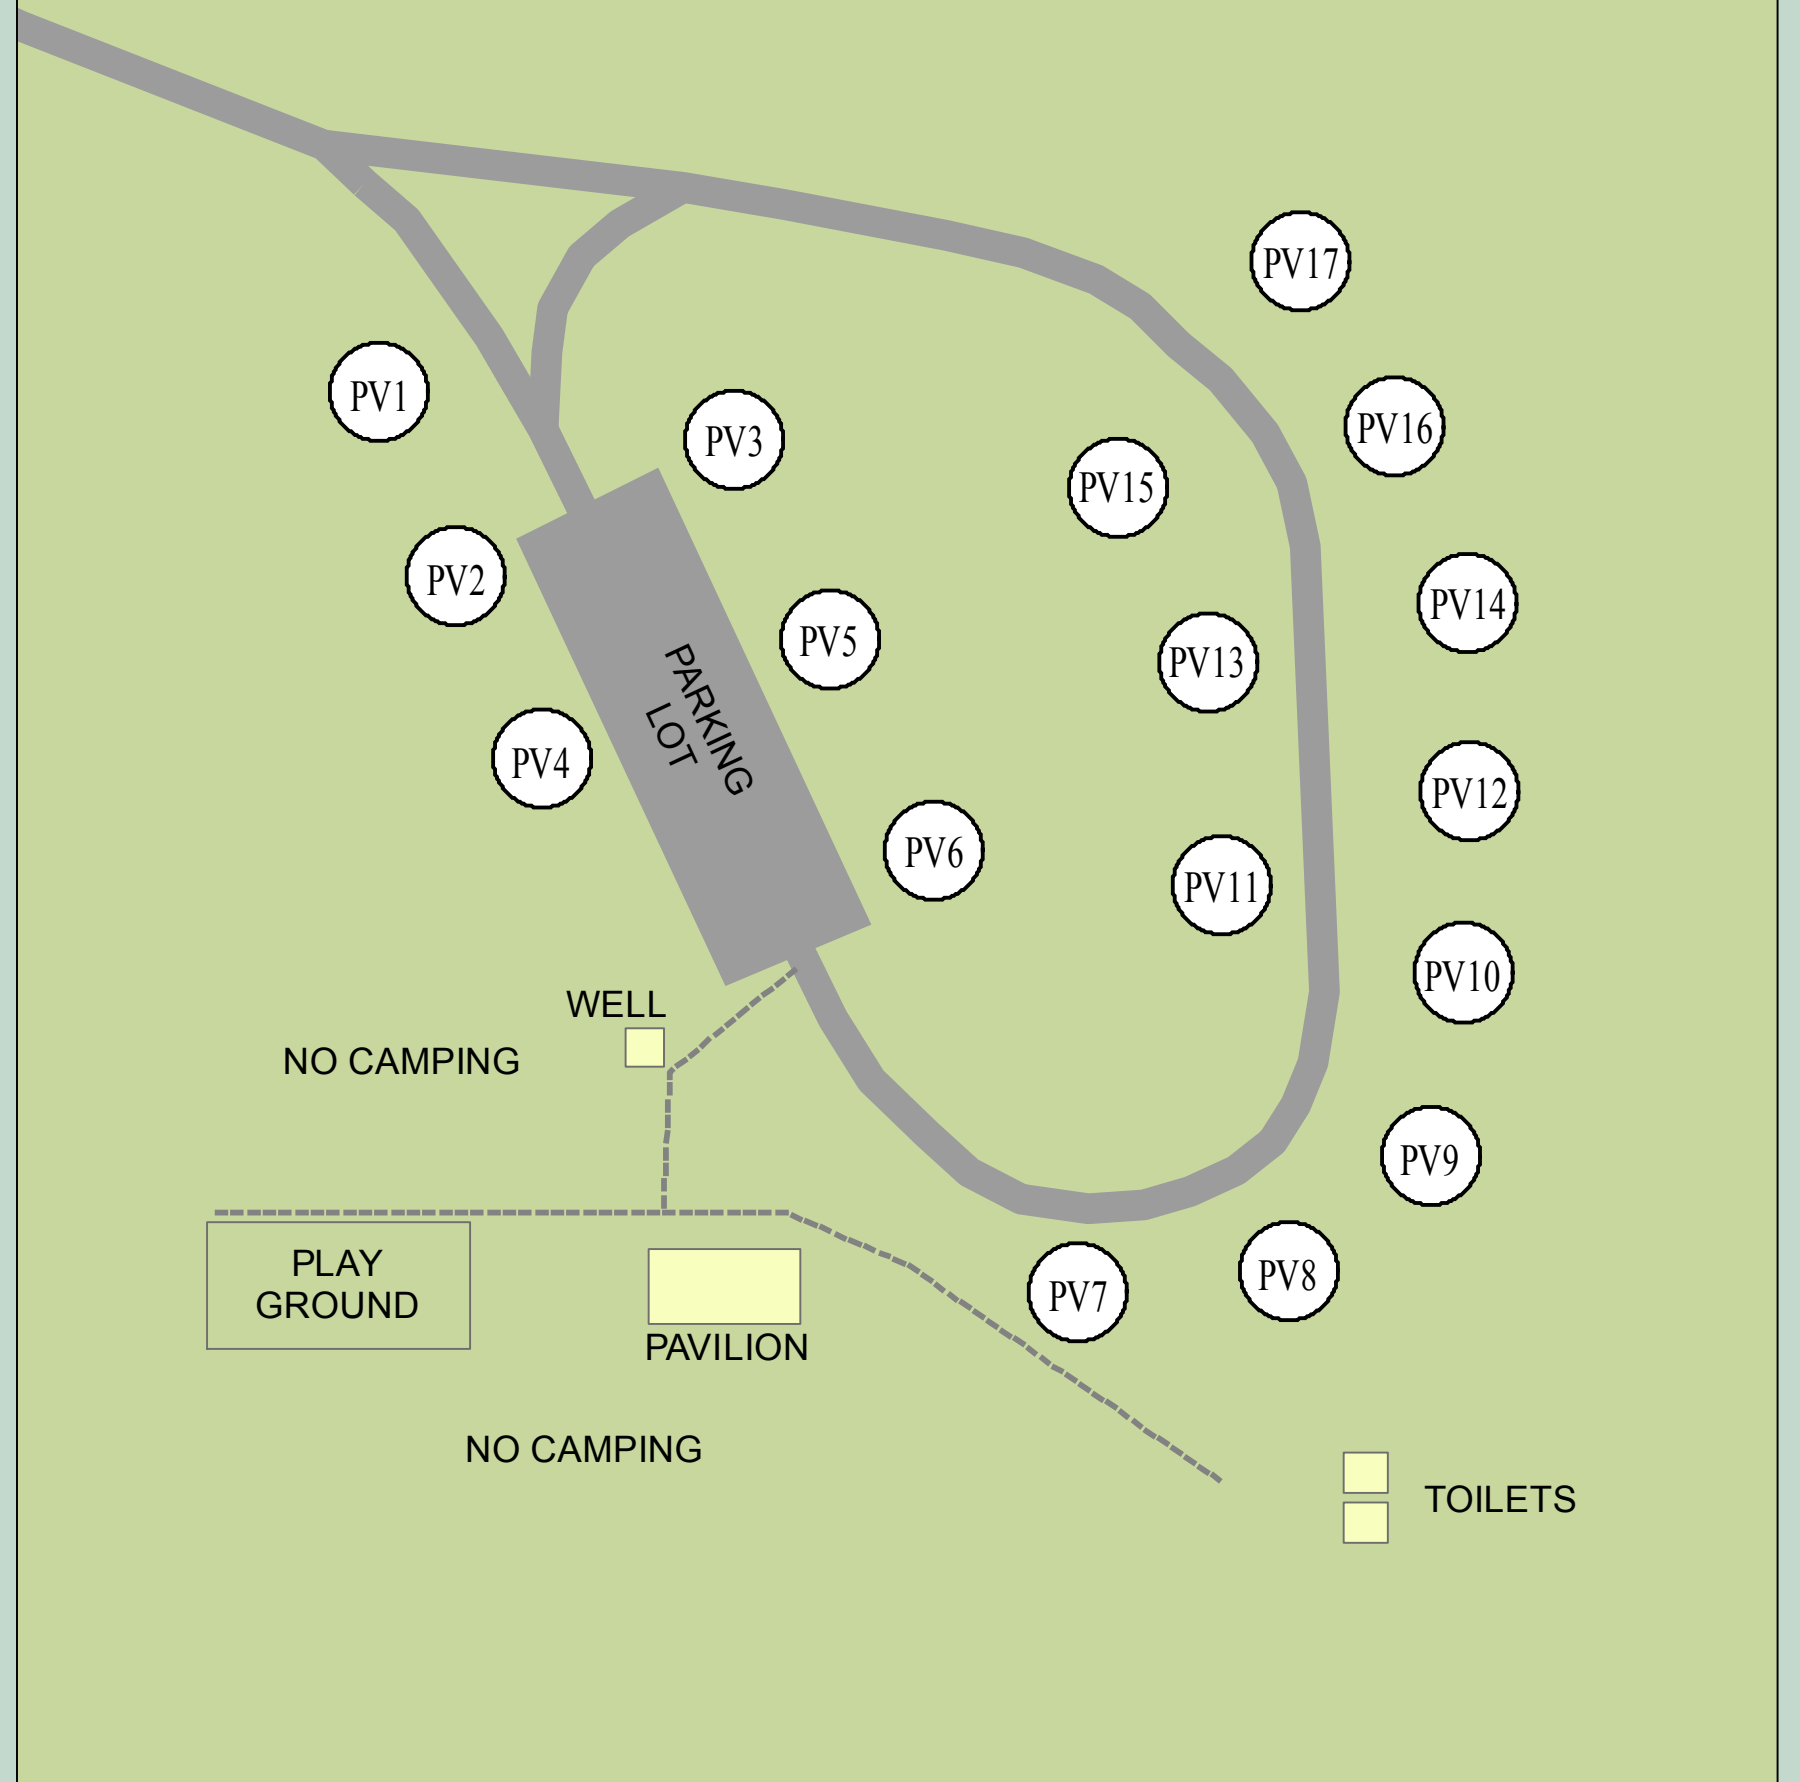 PV17
PV1
PV16
PV3
PV15
PV2
PV14
PV5
PV13
PARKING
LOT
PV4
PV12
PV6
PV11
PV10
WELL
NO CAMPING
PV9
PLAY
GROUND
PV8
PV7
PAVILION
NO CAMPING
TOILETS